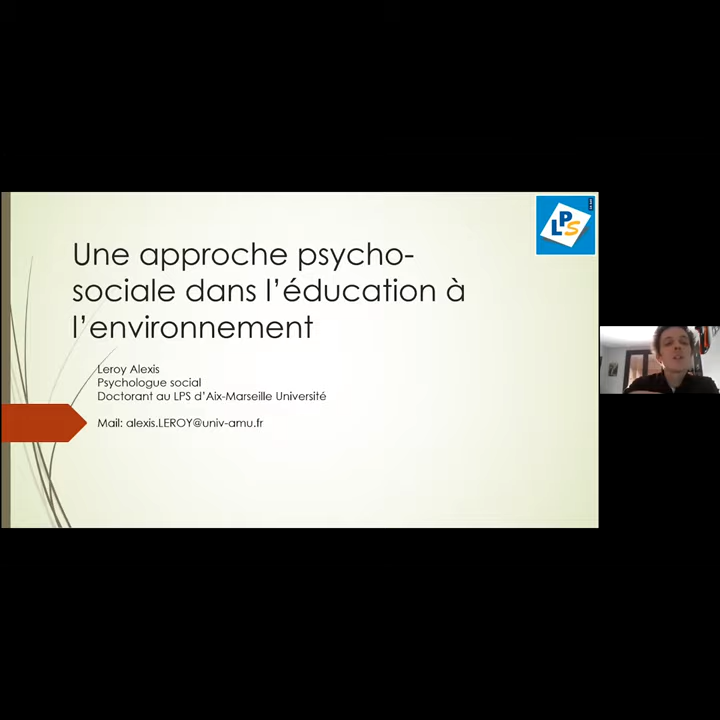 LPS
Une approche psycho-
sociale dans l’éducation à
l’environnement
Leroy Alexis
Psychologue social
Doctorant au LPS d’Aix-Marseille Université
Mail: alexis.LEROY@univ-amu.fr